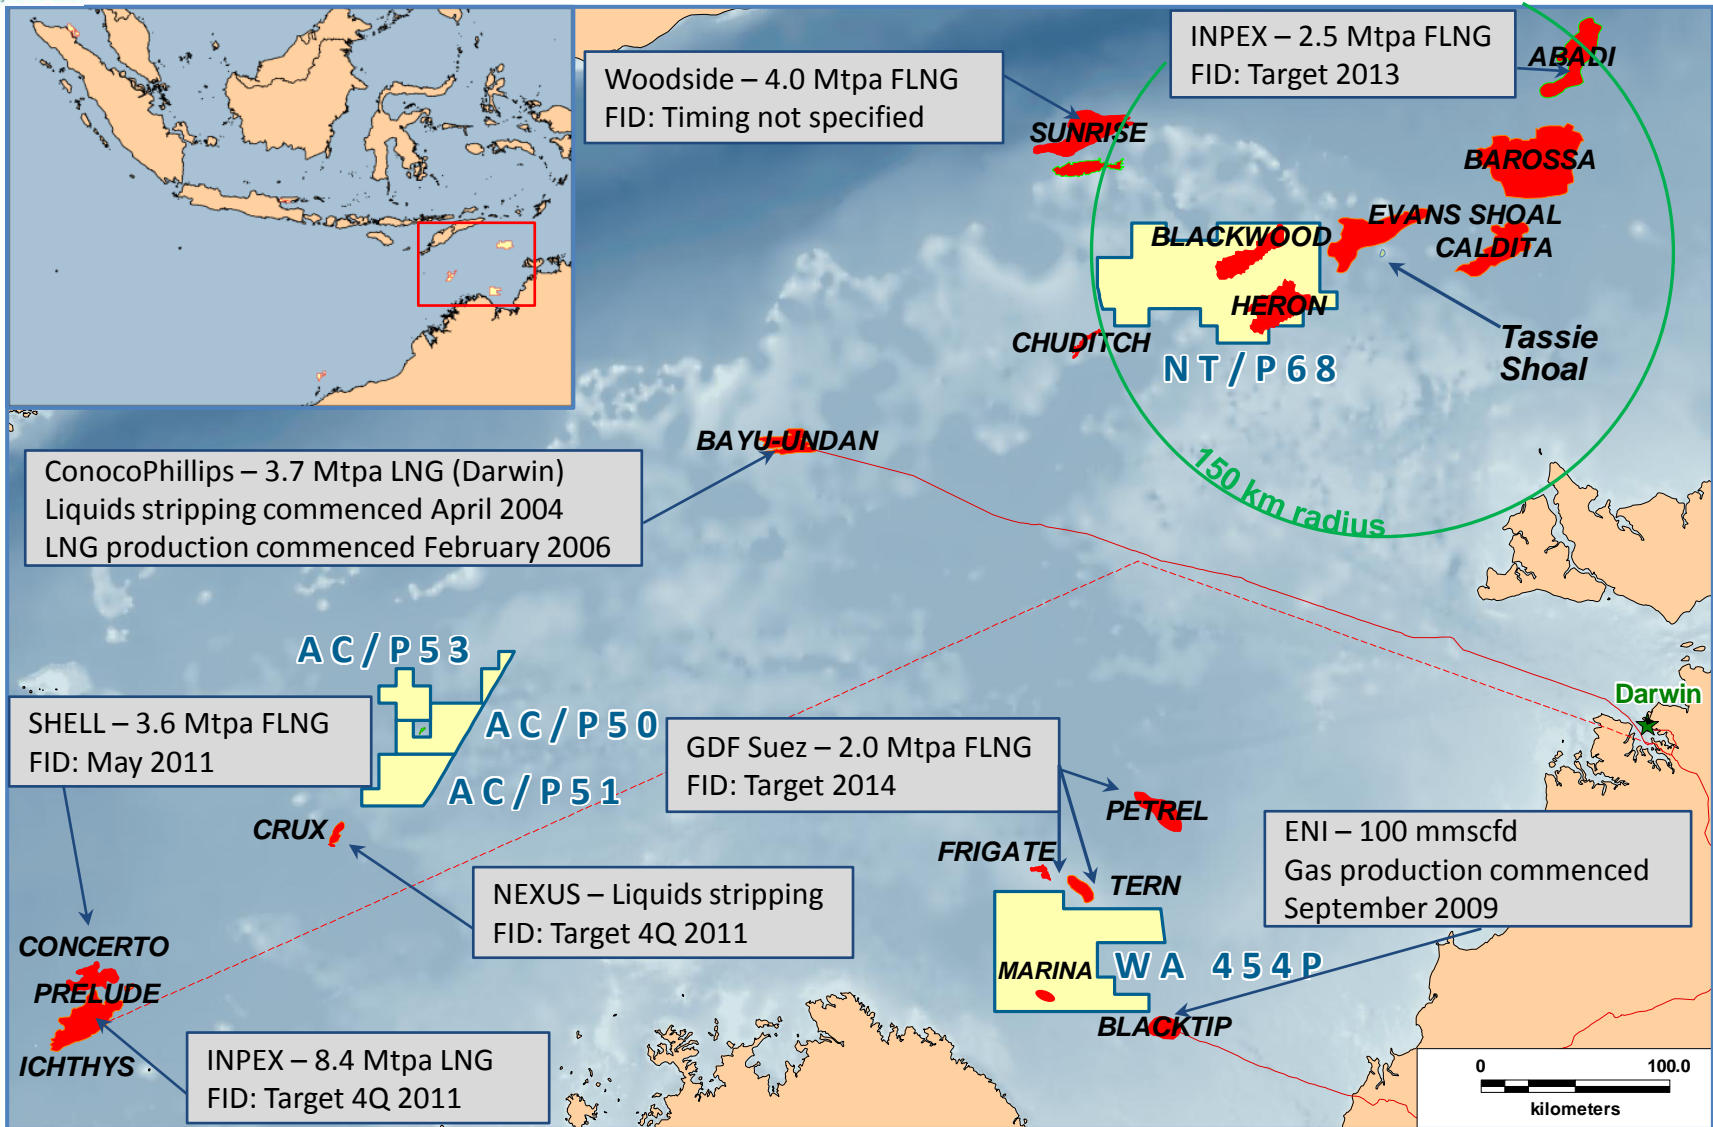 INPEX – 2.5 Mtpa FLNG
FID: Target 2013
ABADI
Woodside – 4.0 Mtpa FLNG
FID: Timing not specified
SUNRISE
BAROSSA
EVANS SHOAL
BLACKWOOD
CALDITA
HERON
CHUDITCH
Tassie
Shoal
NT/P68
BAYU-UNDAN
ConocoPhillips – 3.7 Mtpa LNG (Darwin)
Liquids stripping commenced April 2004
LNG production commenced February 2006
150 km radius
AC/P53
Darwin
SHELL – 3.6 Mtpa FLNG
FID: May 2011
AC/P50
GDF Suez – 2.0 Mtpa FLNG
FID: Target 2014
AC/P51
PETREL
CRUX
FRIGATE
TERN
ENI – 100 mmscfd
Gas production commenced
September 2009
NEXUS – Liquids stripping
FID: Target 4Q 2011
CONCERTO
PRELUDE
MARINA
WA 454P
BLACKTIP
ICHTHYS
INPEX – 8.4 Mtpa LNG
FID: Target 4Q 2011
0 100.0
kilometers